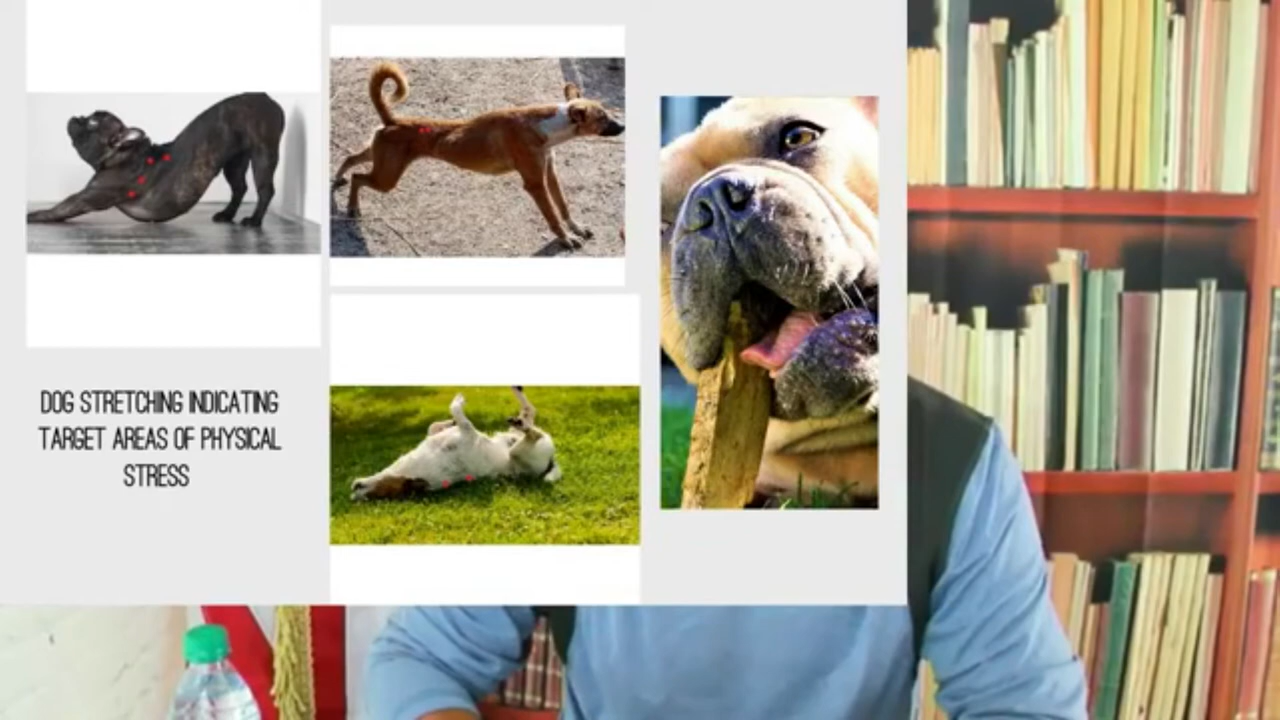 DOG STRETCHING INDICATING
TARGET AREAS OF PHYSICAL
STRESS